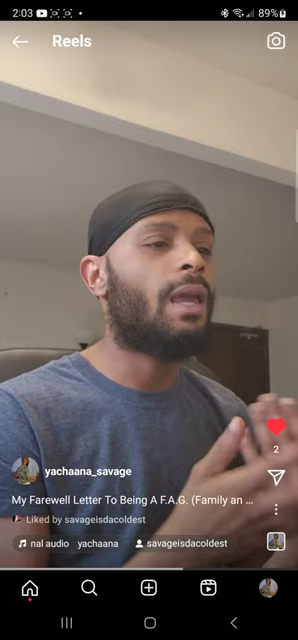 2:03
89%
Reels
2
yachaana_savage
My Farewell Letter To Being A F.A.G. (Family an ...
Liked by savageisdacoldest
nal audio yachaana savageisdacoldest